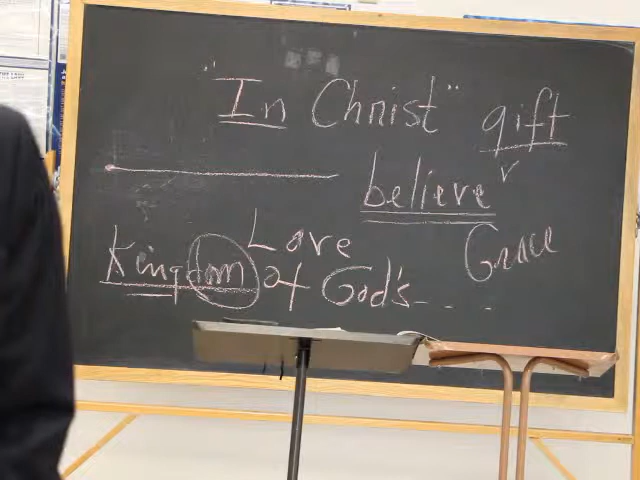 "In Christ" gift
believe
Love
Grace
Kingdom of God's - - -